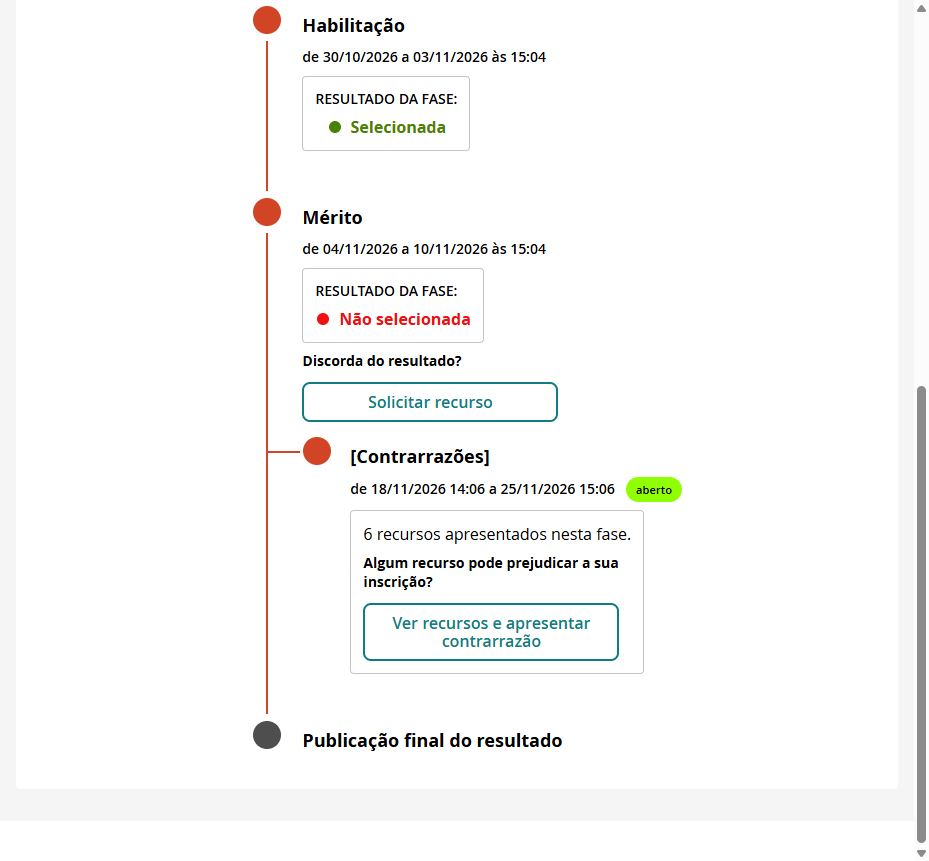 Habilitação
de 30/10/2026 a 03/11/2026 às 15:04
RESULTADO DA FASE:
Selecionada
Mérito
de 04/11/2026 a 10/11/2026 às 15:04
RESULTADO DA FASE:
Não selecionada
Discorda do resultado?
Solicitar recurso
[Contrarrazões]
de 18/11/2026 14:06 a 25/11/2026 15:06 aberto
6 recursos apresentados nesta fase.
Algum recurso pode prejudicar a sua
inscrição?
Ver recursos e apresentar
contrarrazão
Publicação final do resultado